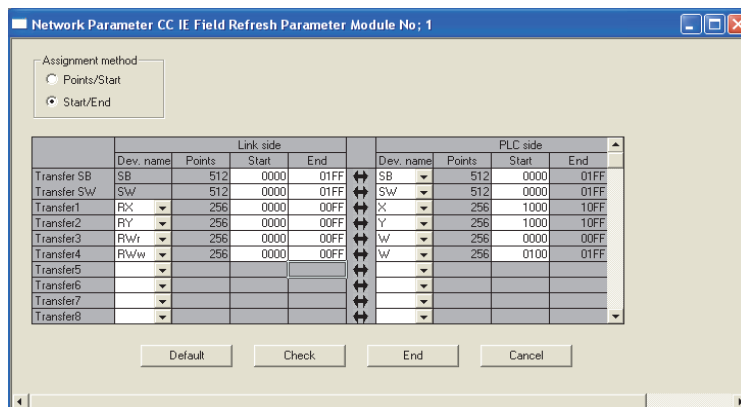 Network Parameter CC IE Field Refresh Parameter Module No; 1
Assignment method
Points/Start
Start/End
Link side PLC side
Dev. name Points Start End Dev. name Points Start End
Transfer SB SB 512 0000 01FF SB 512 0000 01FF
Transfer SW SW 512 0000 01FF SW 512 0000 01FF
Transfer1 RX 256 0000 00FF X 256 1000 10FF
Transfer2 RY 256 0000 00FF Y 256 1000 10FF
Transfer3 RWr 256 0000 00FF W 256 0000 00FF
Transfer4 RWw 256 0000 00FF W 256 0100 01FF
Transfer5
Transfer6
Transfer7
Transfer8
Default Check End Cancel